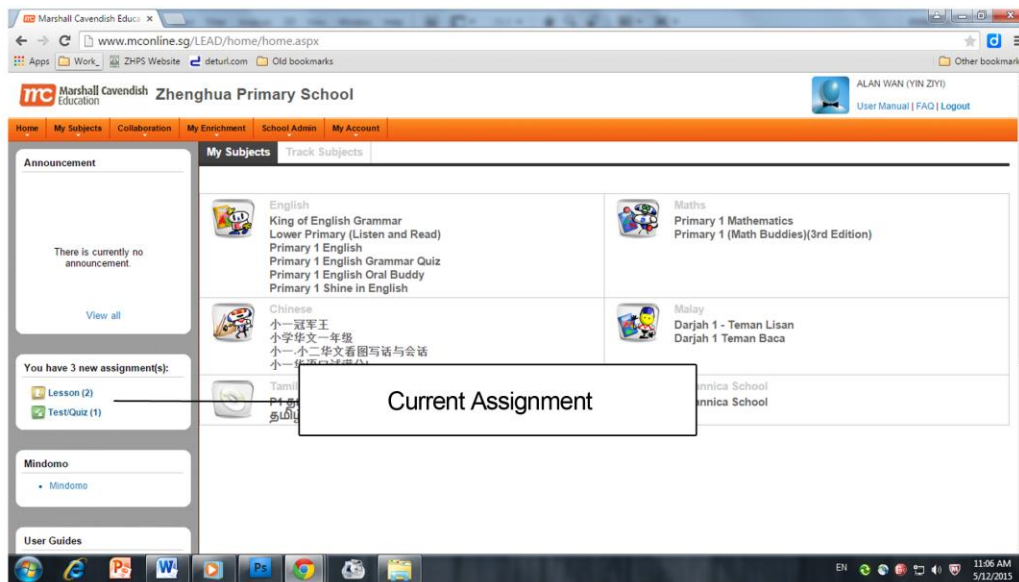 Marshall Cavendish Educa
www.mconline.sg/LEAD/home/home.aspx
Apps
Work_
ZHPS Website
deturl.com
Old bookmarks
Other bookmark
mc Marshall Cavendish Education
Zhenghua Primary School
ALAN WAN (YIN ZIYI)
User Manual | FAQ | Logout
Home
My Subjects
Collaboration
My Enrichment
School Admin
My Account
Announcement
There is currently no
announcement.
View all
You have 3 new assignment(s):
Lesson (2)
Test/Quiz (1)
Mindomo
Mindomo
User Guides
My Subjects
Track Subjects
English
King of English Grammar
Lower Primary (Listen and Read)
Primary 1 English
Primary 1 English Grammar Quiz
Primary 1 English Oral Buddy
Primary 1 Shine in English
Maths
Primary 1 Mathematics
Primary 1 (Math Buddies)(3rd Edition)
Chinese
小一冠军王
小学华文一年级
小一.小二华文看图写话与会话
Malay
Darjah 1 - Teman Lisan
Darjah 1 Teman Baca
Tamil
P1
School
School
Current Assignment
EN
11:06 AM
5/12/2015